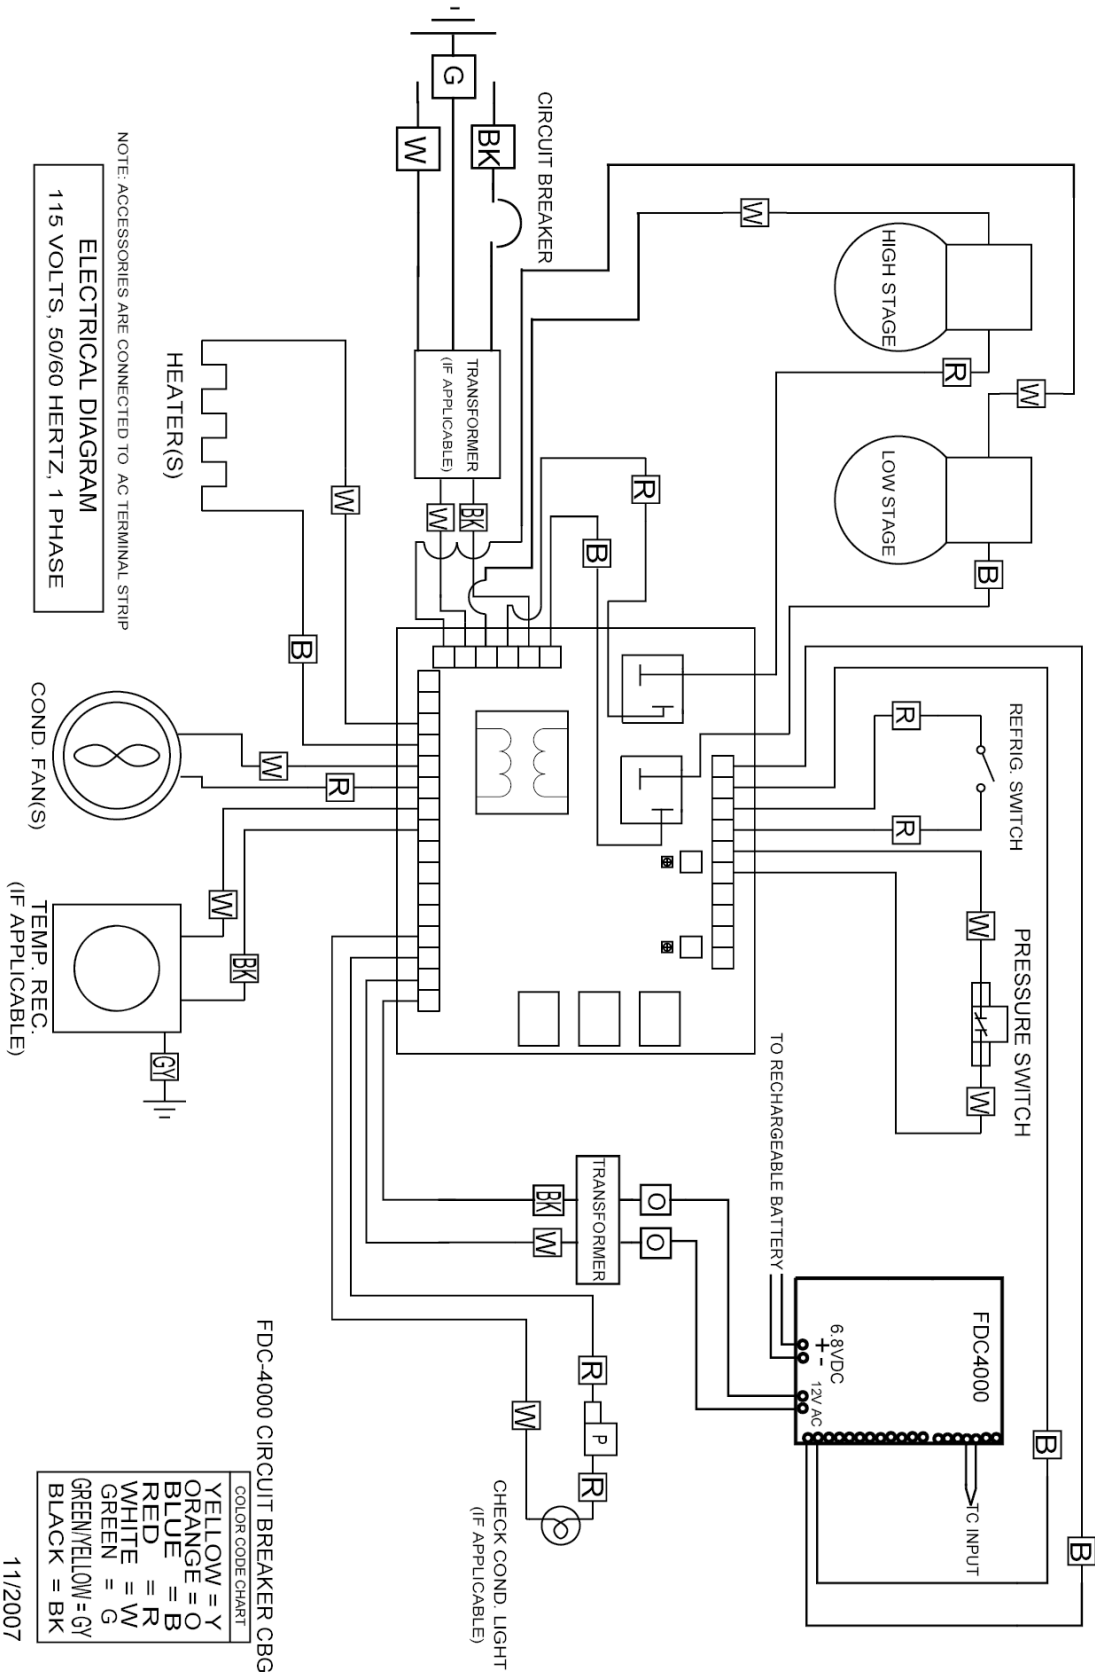 G
W
BK
CIRCUIT BREAKER
NOTE: ACCESSORIES ARE CONNECTED TO AC TERMINAL STRIP
ELECTRICAL DIAGRAM
115 VOLTS, 50/60 HERTZ, 1 PHASE
TRANSFORMER
(IF APPLICABLE)
W
BK
W
HIGH STAGE
R
W
LOW STAGE
B
R
B
HEATER(S)
W
B
COND. FAN(S)
W
R
TEMP. REC.
(IF APPLICABLE)
W
BK
GY
REFRIG. SWITCH
R
R
PRESSURE SWITCH
W
W
TO RECHARGEABLE BATTERY
TRANSFORMER
BK
W
O
O
FDC4000
6.8VDC
+ -
12V AC
TC INPUT
B
B
R
P
R
W
CHECK COND. LIGHT
(IF APPLICABLE)
FDC-4000 CIRCUIT BREAKER CBG
COLOR CODE CHART
YELLOW = Y
ORANGE = O
BLUE = B
RED = R
WHITE = W
GREEN = G
GREEN/YELLOW = GY
BLACK = BK
11/2007